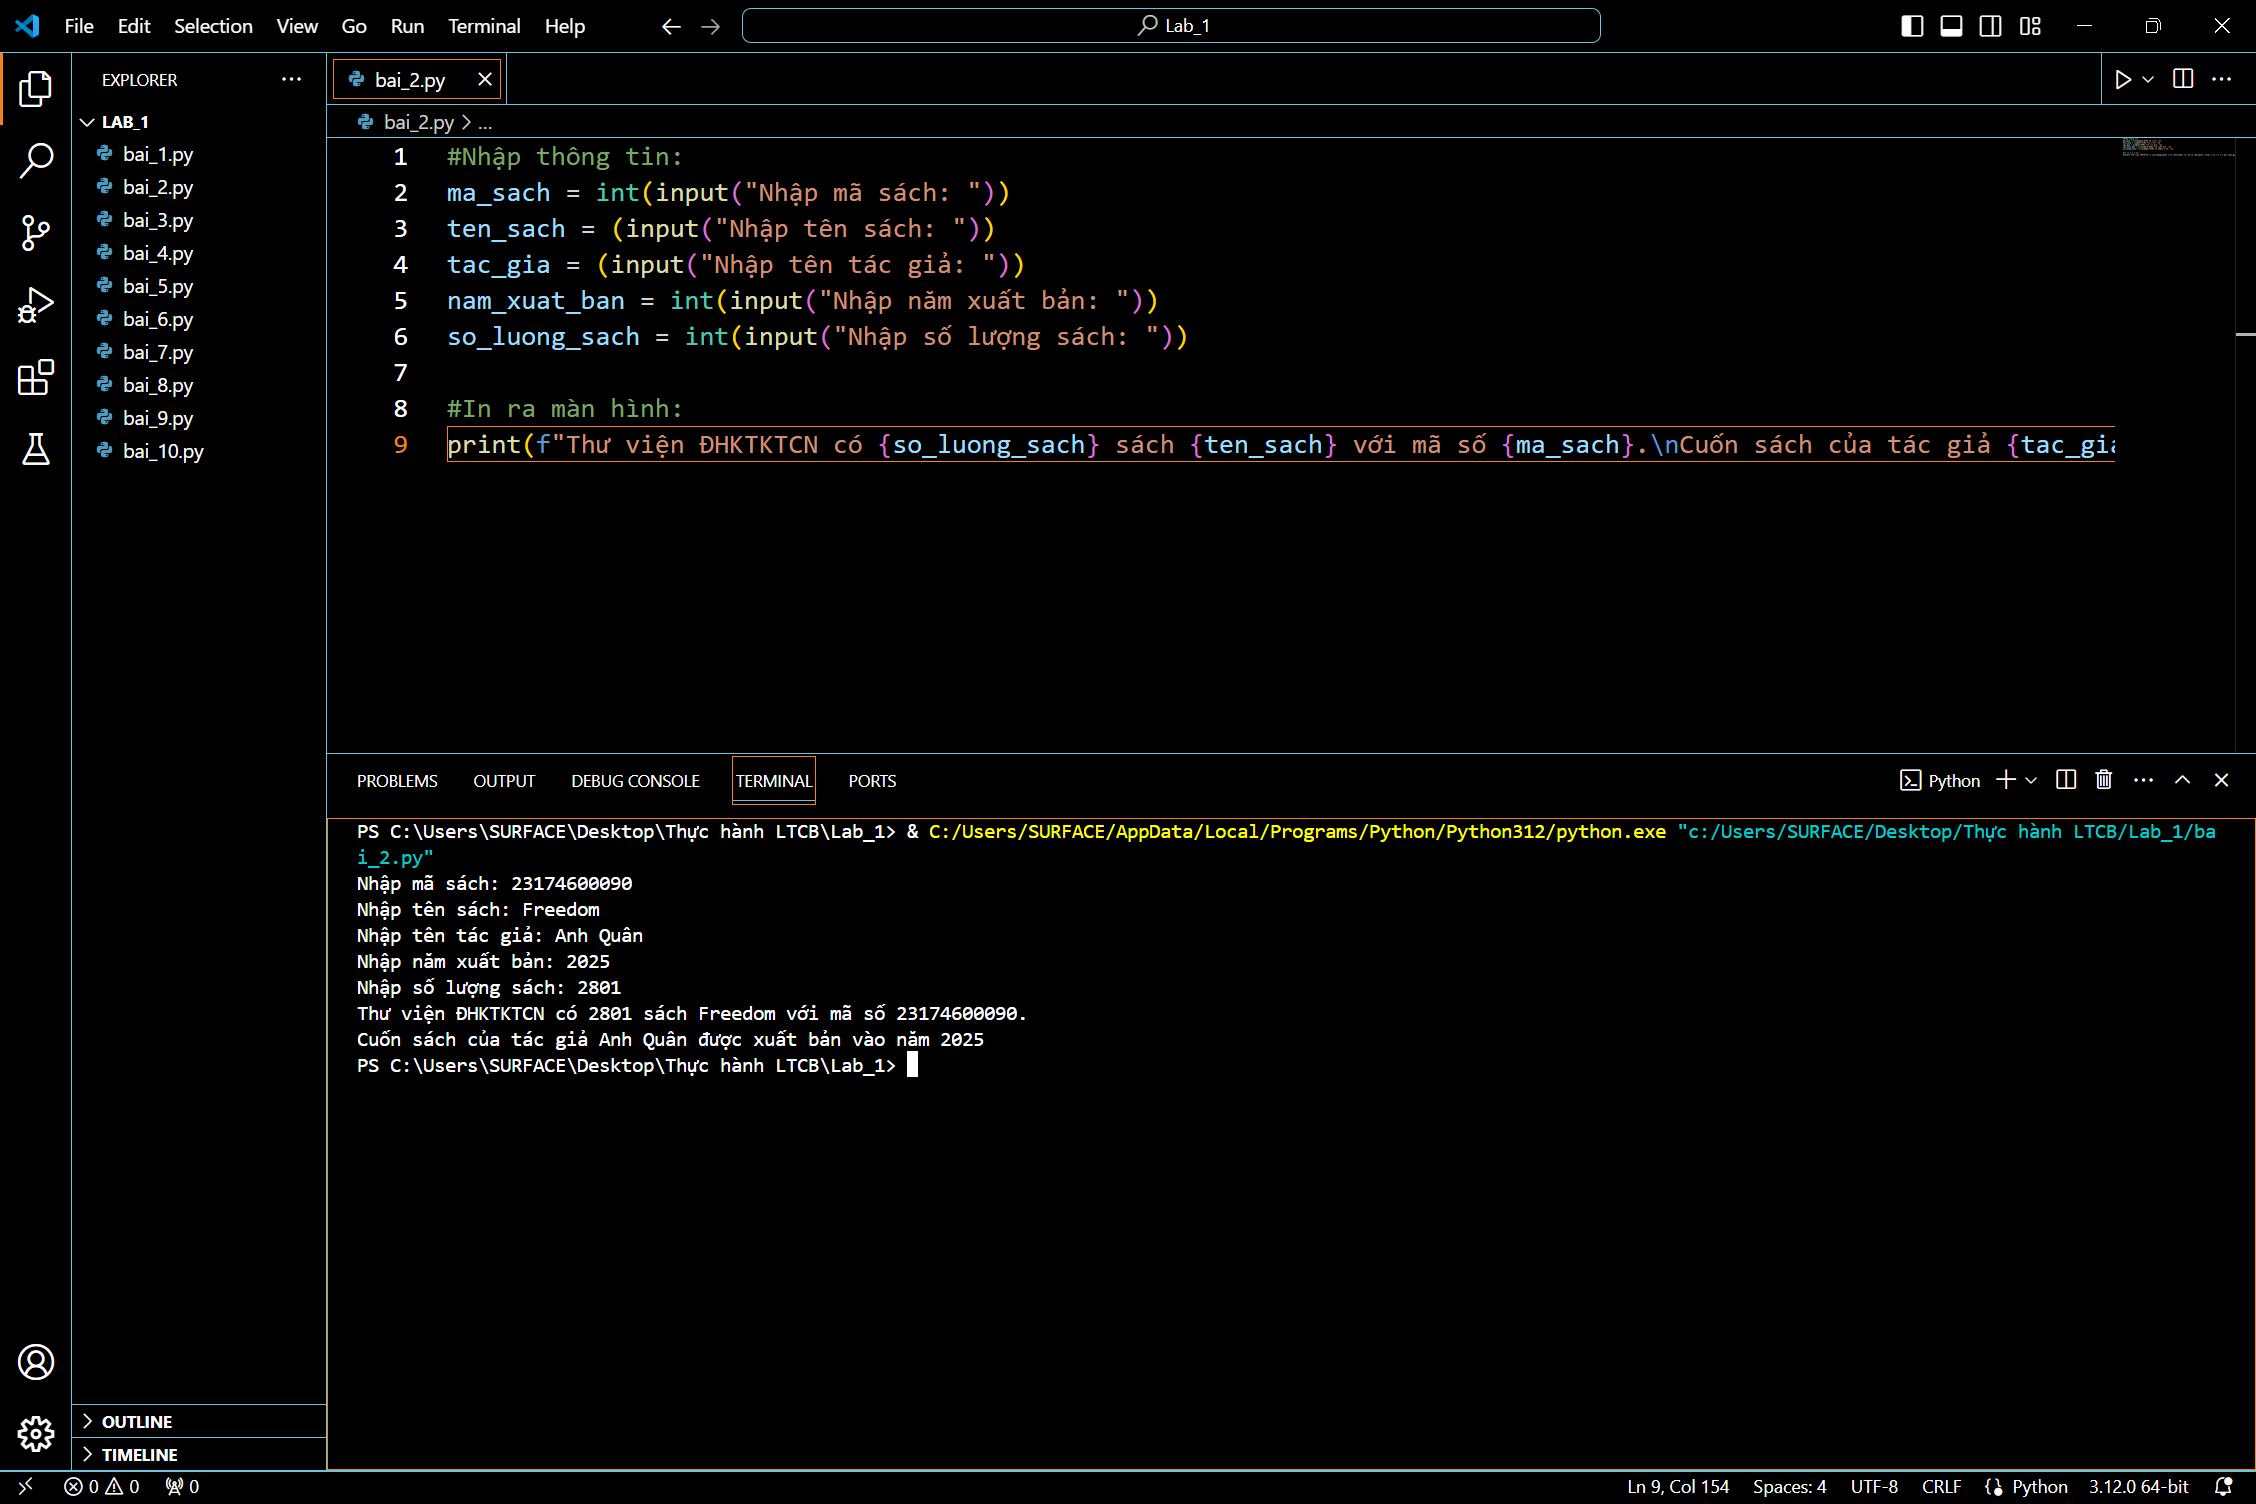 File Edit Selection View Go Run Terminal Help
Lab_1
EXPLORER
LAB_1
bai_1.py
bai_2.py
bai_3.py
bai_4.py
bai_5.py
bai_6.py
bai_7.py
bai_8.py
bai_9.py
bai_10.py
OUTLINE
TIMELINE
bai_2.py
bai_2.py > ...
1 #Nhập thông tin:
2 ma_sach = int(input("Nhập mã sách: "))
3 ten_sach = (input("Nhập tên sách: "))
4 tac_gia = (input("Nhập tên tác giả: "))
5 nam_xuat_ban = int(input("Nhập năm xuất bản: "))
6 so_luong_sach = int(input("Nhập số lượng sách: "))
7
8 #In ra màn hình:
9 print(f"Thư viện ĐHKTKTCN có {so_luong_sach} sách {ten_sach} với mã số {ma_sach}.\nCuốn sách của tác giả {tac_gia
PROBLEMS OUTPUT DEBUG CONSOLE TERMINAL PORTS
Python
PS C:\Users\SURFACE\Desktop\Thực hành LTCB\Lab_1> & C:/Users/SURFACE/AppData/Local/Programs/Python/Python312/python.exe "c:/Users/SURFACE/Desktop/Thực hành LTCB/Lab_1/ba
i_2.py"
Nhập mã sách: 23174600090
Nhập tên sách: Freedom
Nhập tên tác giả: Anh Quân
Nhập năm xuất bản: 2025
Nhập số lượng sách: 2801
Thư viện ĐHKTKTCN có 2801 sách Freedom với mã số 23174600090.
Cuốn sách của tác giả Anh Quân được xuất bản vào năm 2025
PS C:\Users\SURFACE\Desktop\Thực hành LTCB\Lab_1>
0 0 0
Ln 9, Col 154 Spaces: 4 UTF-8 CRLF Python 3.12.0 64-bit